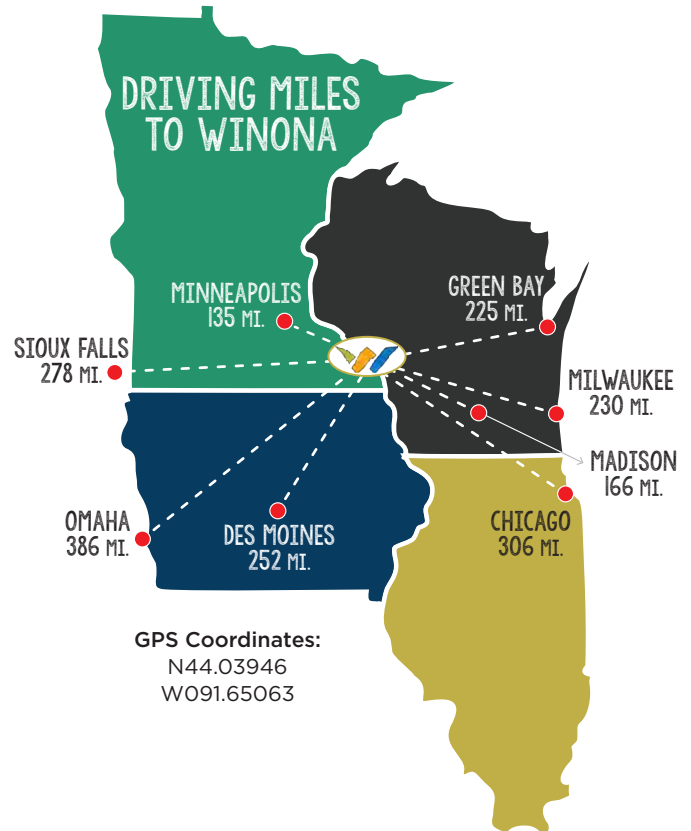 DRIVING MILES
TO WINONA
MINNEAPOLIS
135 MI.
GREEN BAY
225 MI.
SIOUX FALLS
278 MI.
MILWAUKEE
230 MI.
MADISON
166 MI.
OMAHA
386 MI.
DES MOINES
252 MI.
CHICAGO
306 MI.
GPS Coordinates:
N44.03946
W091.65063